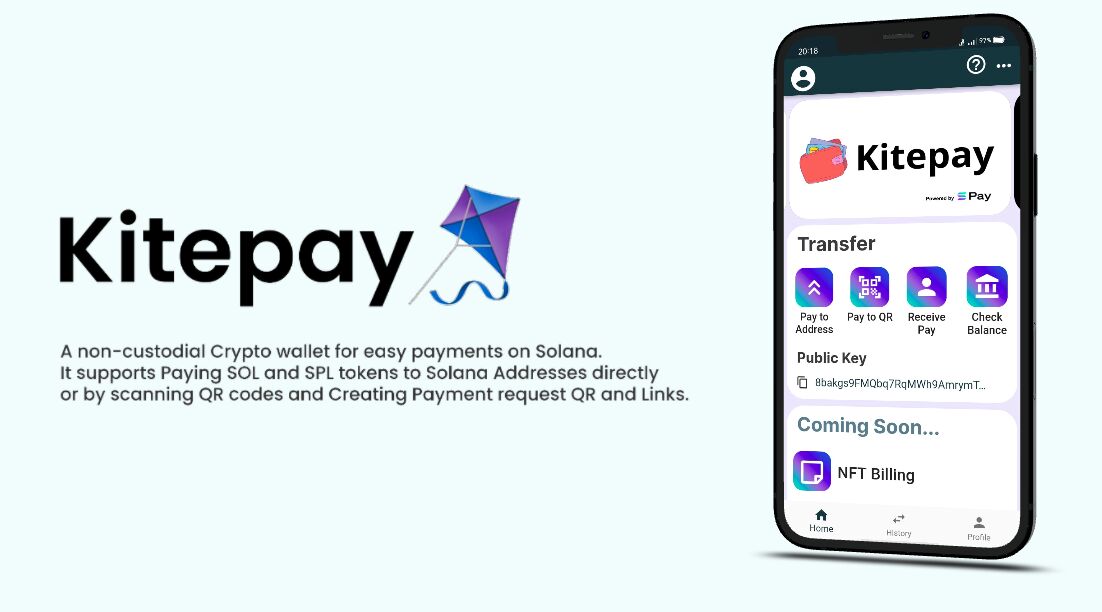 Kitepay
A non-custodial Crypto wallet for easy payments on Solana.
It supports Paying SOL and SPL tokens to Solana Addresses directly
or by scanning QR codes and Creating Payment request QR and Links.
20:18
97%
Kitepay
Powered by Pay
Transfer
Pay to
Address
Pay to QR
Receive
Pay
Check
Balance
Public Key
8bakgs9FMQbq7RqMWh9AmrymT...
Coming Soon...
NFT Billing
Home
History
Profile